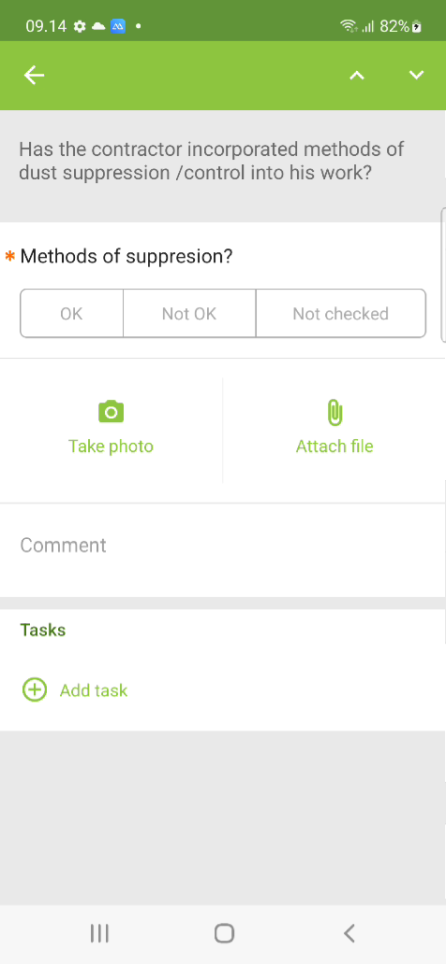 09.14 82%
Has the contractor incorporated methods of
dust suppression /control into his work?
* Methods of suppresion?
OK Not OK Not checked
Take photo Attach file
Comment
Tasks
Add task